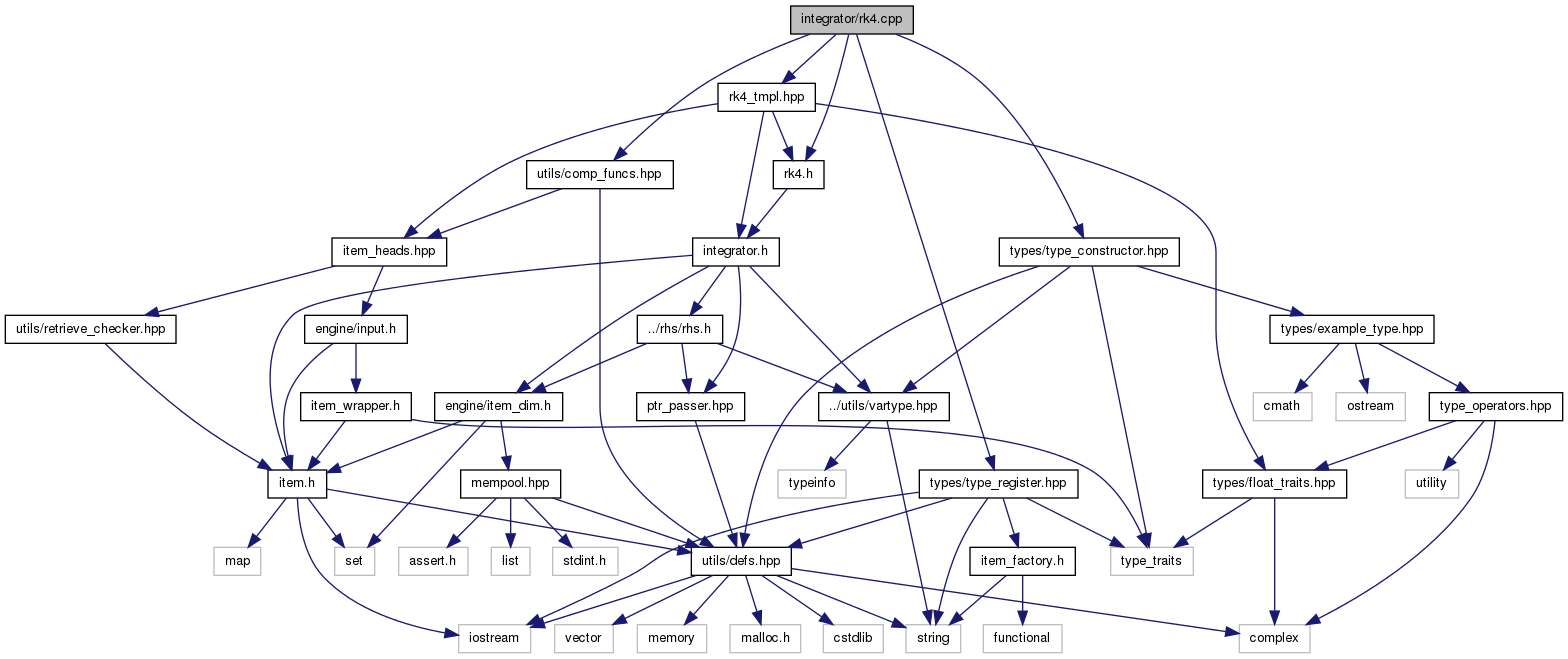 integrator/rk4.cpp
rk4_tmpl.hpp
utils/comp_funcs.hpp
rk4.h
item_heads.hpp
integrator.h
types/type_constructor.hpp
utils/retrieve_checker.hpp
engine/input.h
../rhs/rhs.h
types/example_type.hpp
item_wrapper.h
engine/item_dim.h
ptr_passer.hpp
../utils/vartype.hpp
cmath
ostream
type_operators.hpp
item.h
mempool.hpp
typeinfo
types/type_register.hpp
types/float_traits.hpp
utility
map
set
assert.h
list
stdint.h
utils/defs.hpp
item_factory.h
type_traits
iostream
vector
memory
malloc.h
cstdlib
string
functional
complex